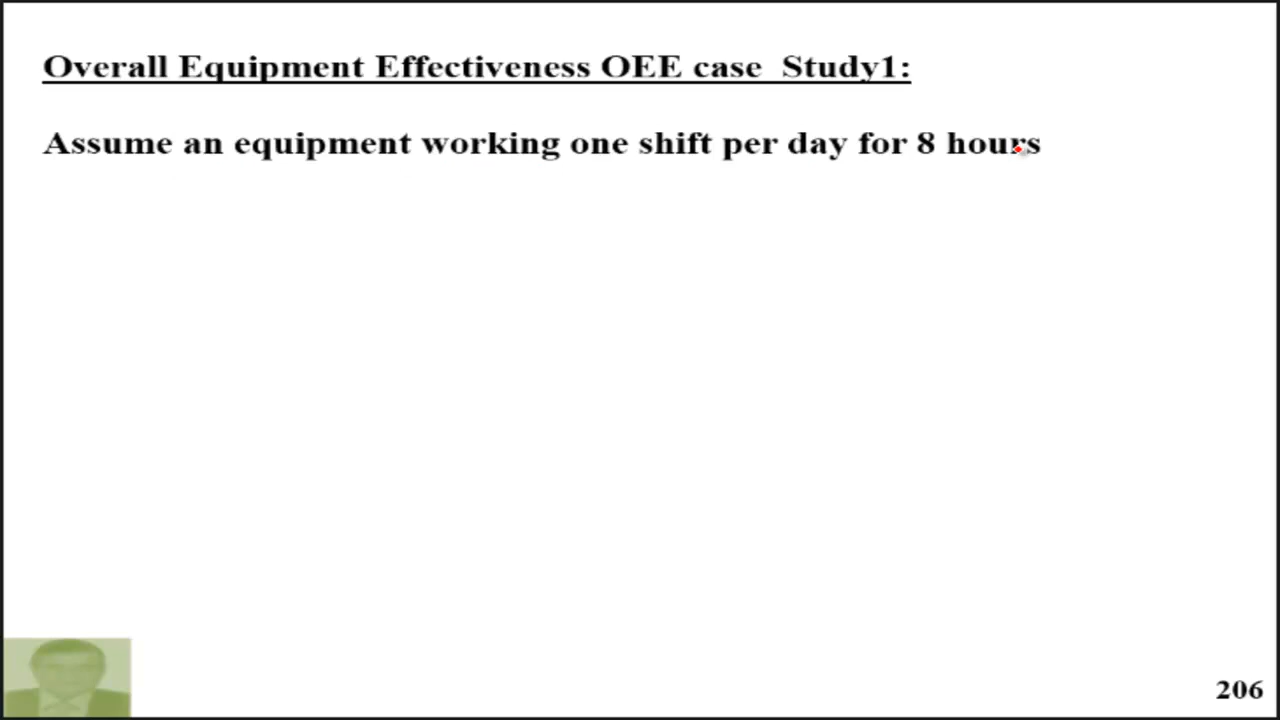 Overall Equipment Effectiveness OEE case  Study1:
Assume an equipment working one shift per day for 8 hours
206